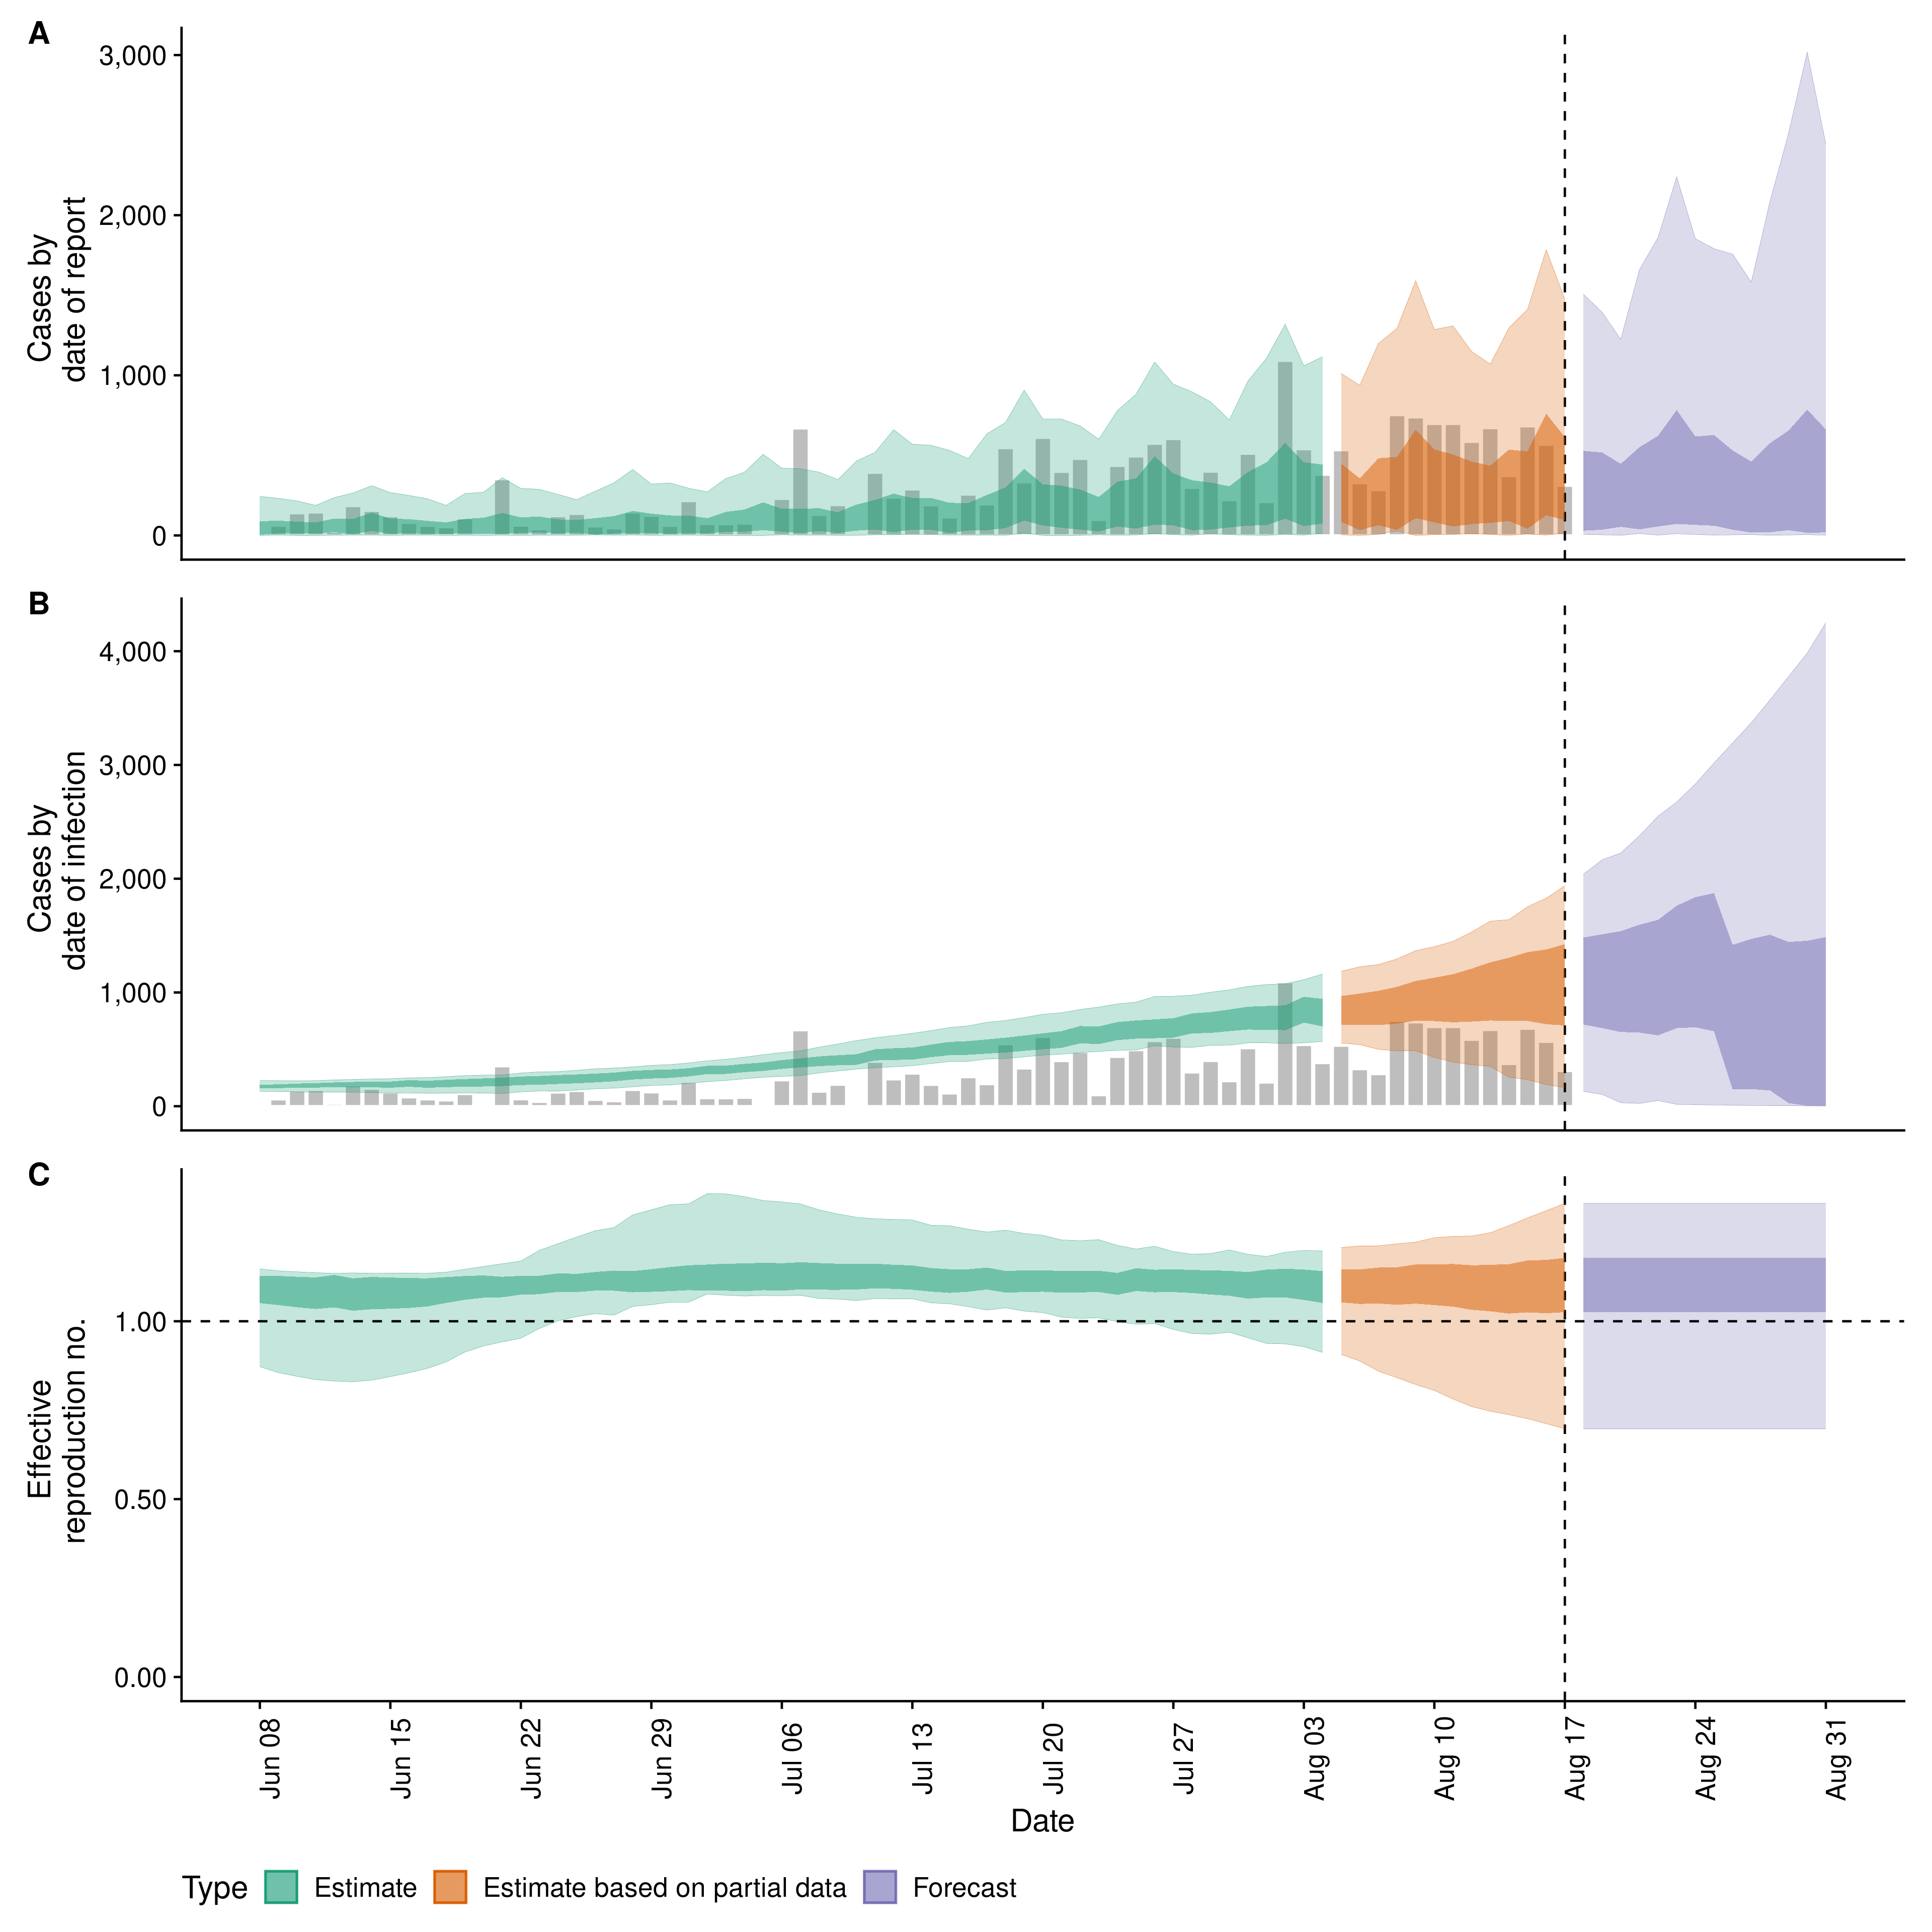 A
3,000
2,000
1,000
0
Cases by
date of report
B
4,000
3,000
2,000
1,000
0
Cases by
date of infection
C
1.00
0.50
0.00
Effective
reproduction no.
Jun 08
Jun 15
Jun 22
Jun 29
Jul 06
Jul 13
Jul 20
Jul 27
Aug 03
Aug 10
Aug 17
Aug 24
Aug 31
Date
Type Estimate Estimate based on partial data Forecast